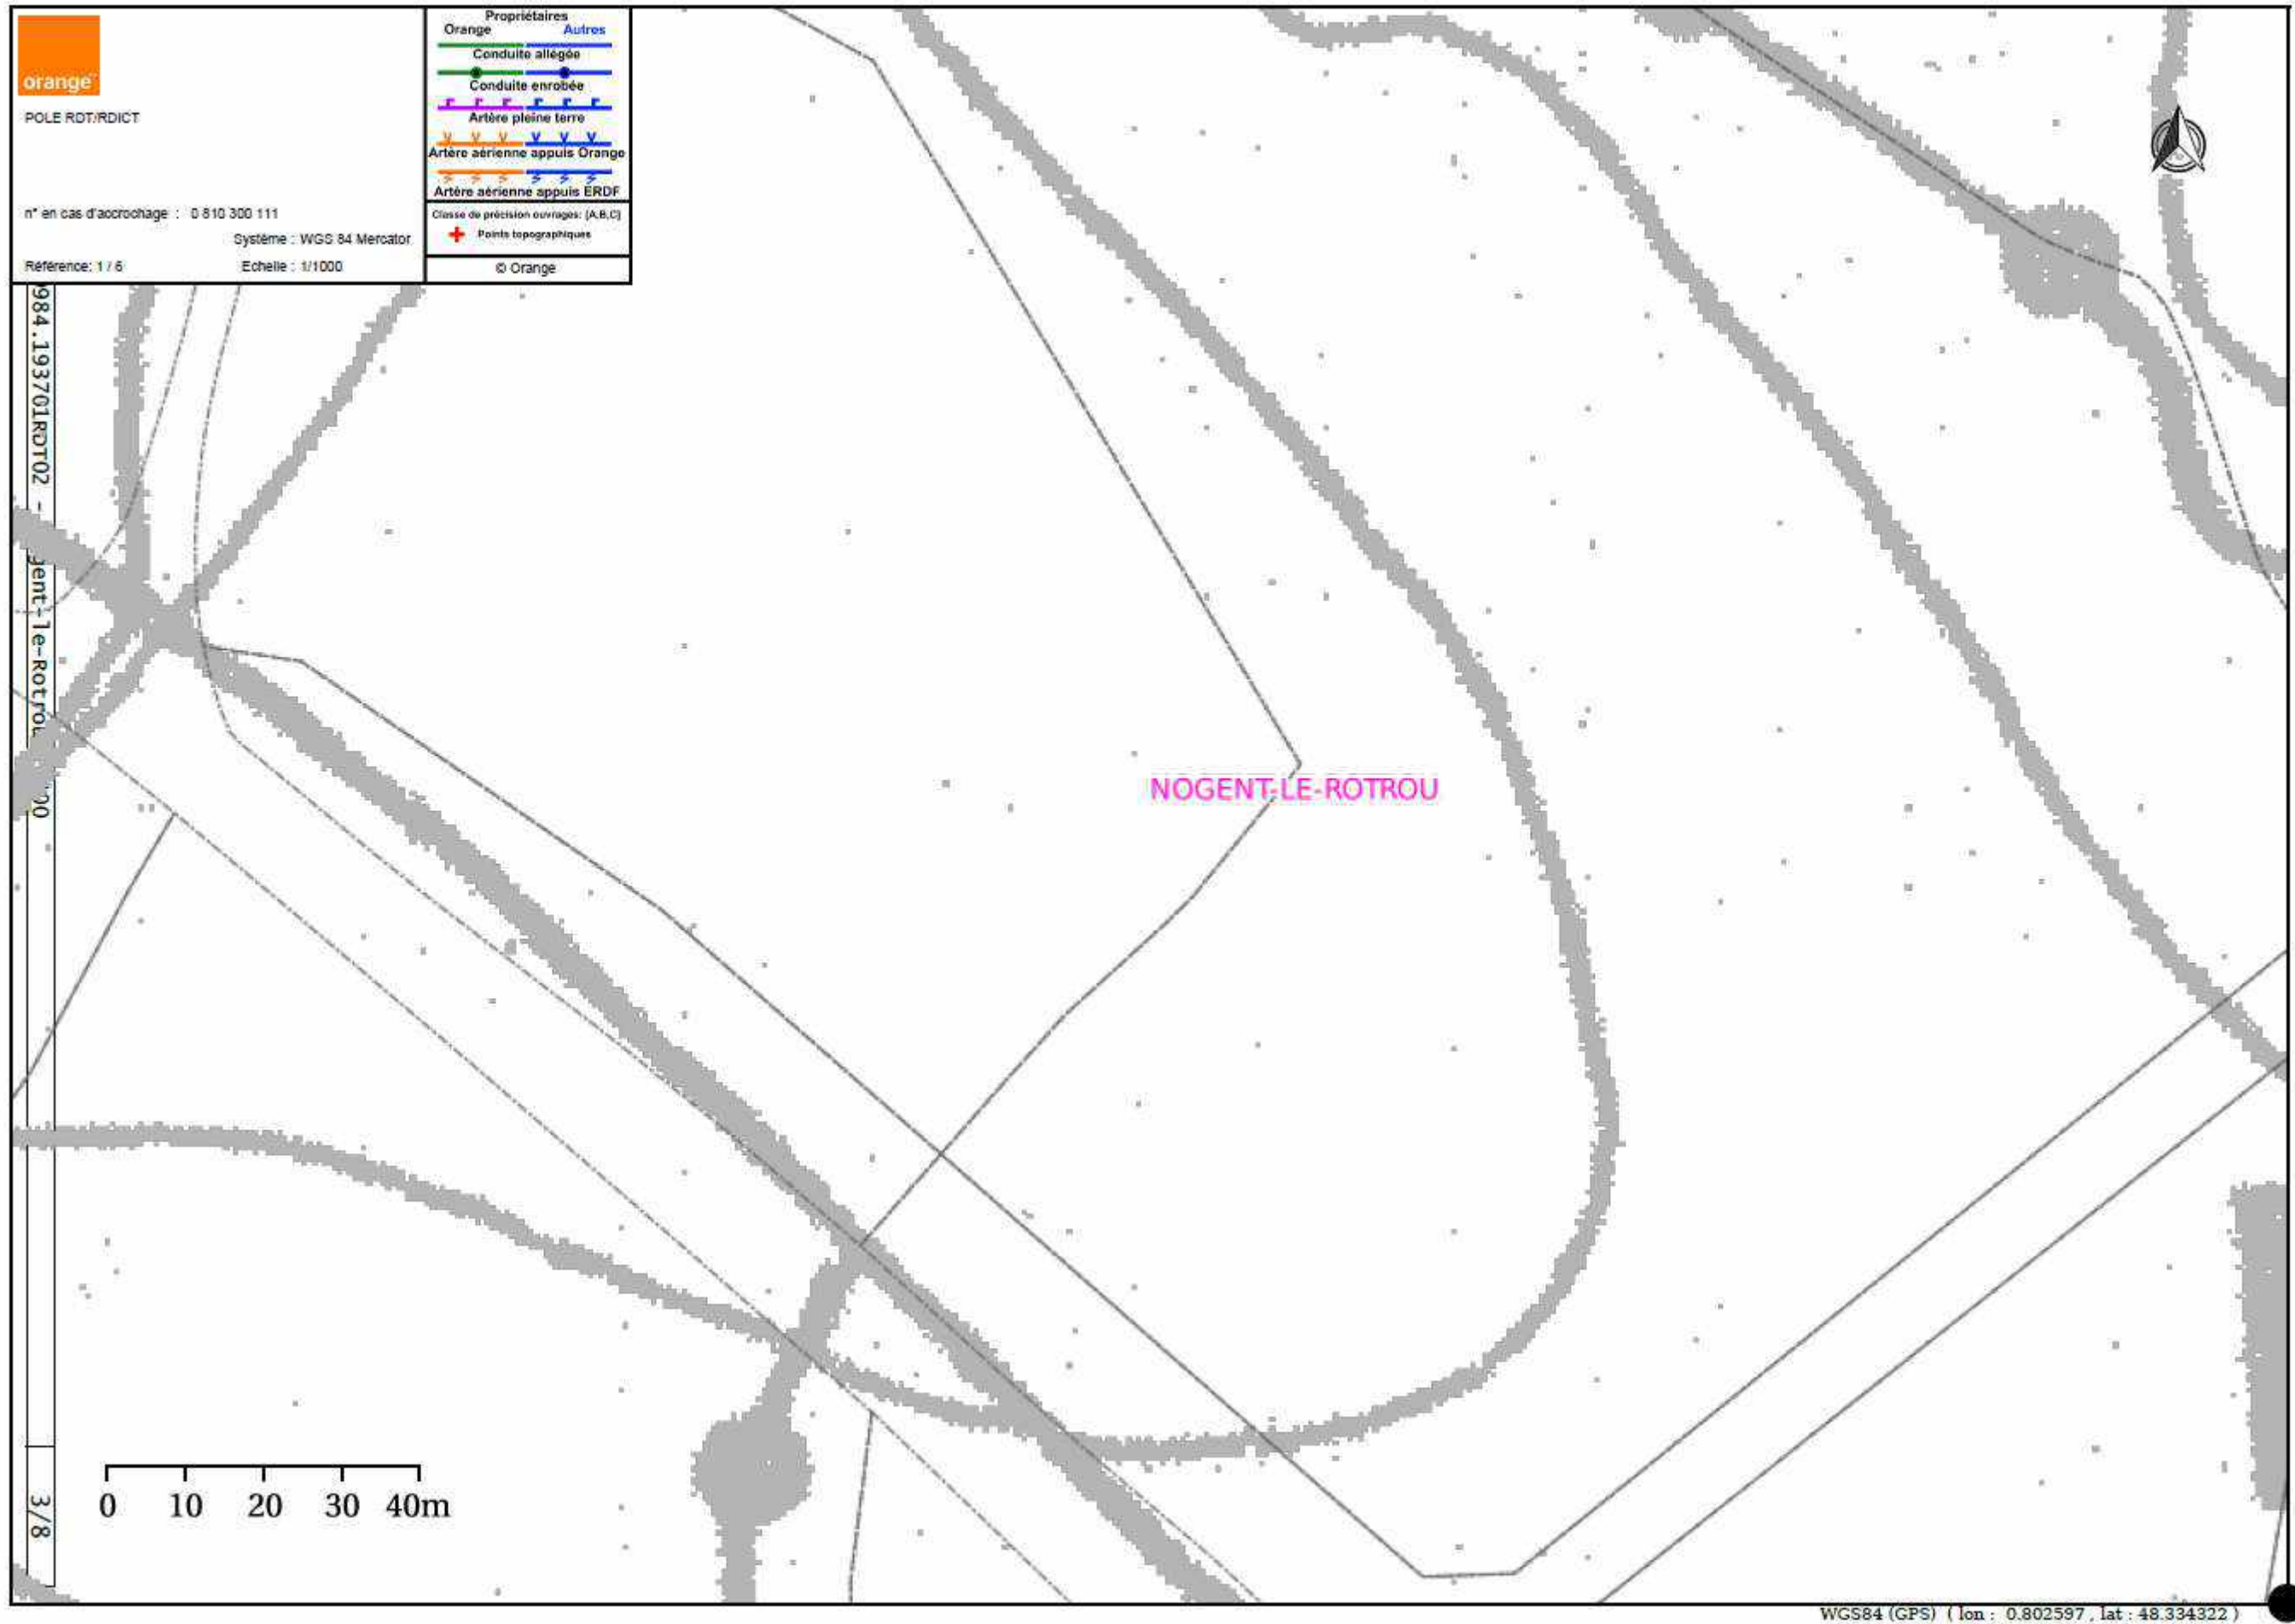 orange
POLE RDT/RDICT
n° en cas d'accrochage : 0 810 300 111
Système : WGS 84 Mercator
Référence: 1 / 6 Echelle : 1/1000
Propriétaires
Orange Autres
Conduite allégée
Conduite enrobée
Artère pleine terre
Artère aérienne appuis Orange
Artère aérienne appuis ERDF
Classe de précision ouvrages: (A,B,C)
Points topographiques
© Orange
984.193701RDT02 - gent-le-Rotrou 00
3/8
NOGENT-LE-ROTROU
0 10 20 30 40m
WGS84 (GPS) ( lon : 0.802597 , lat : 48.334322 )